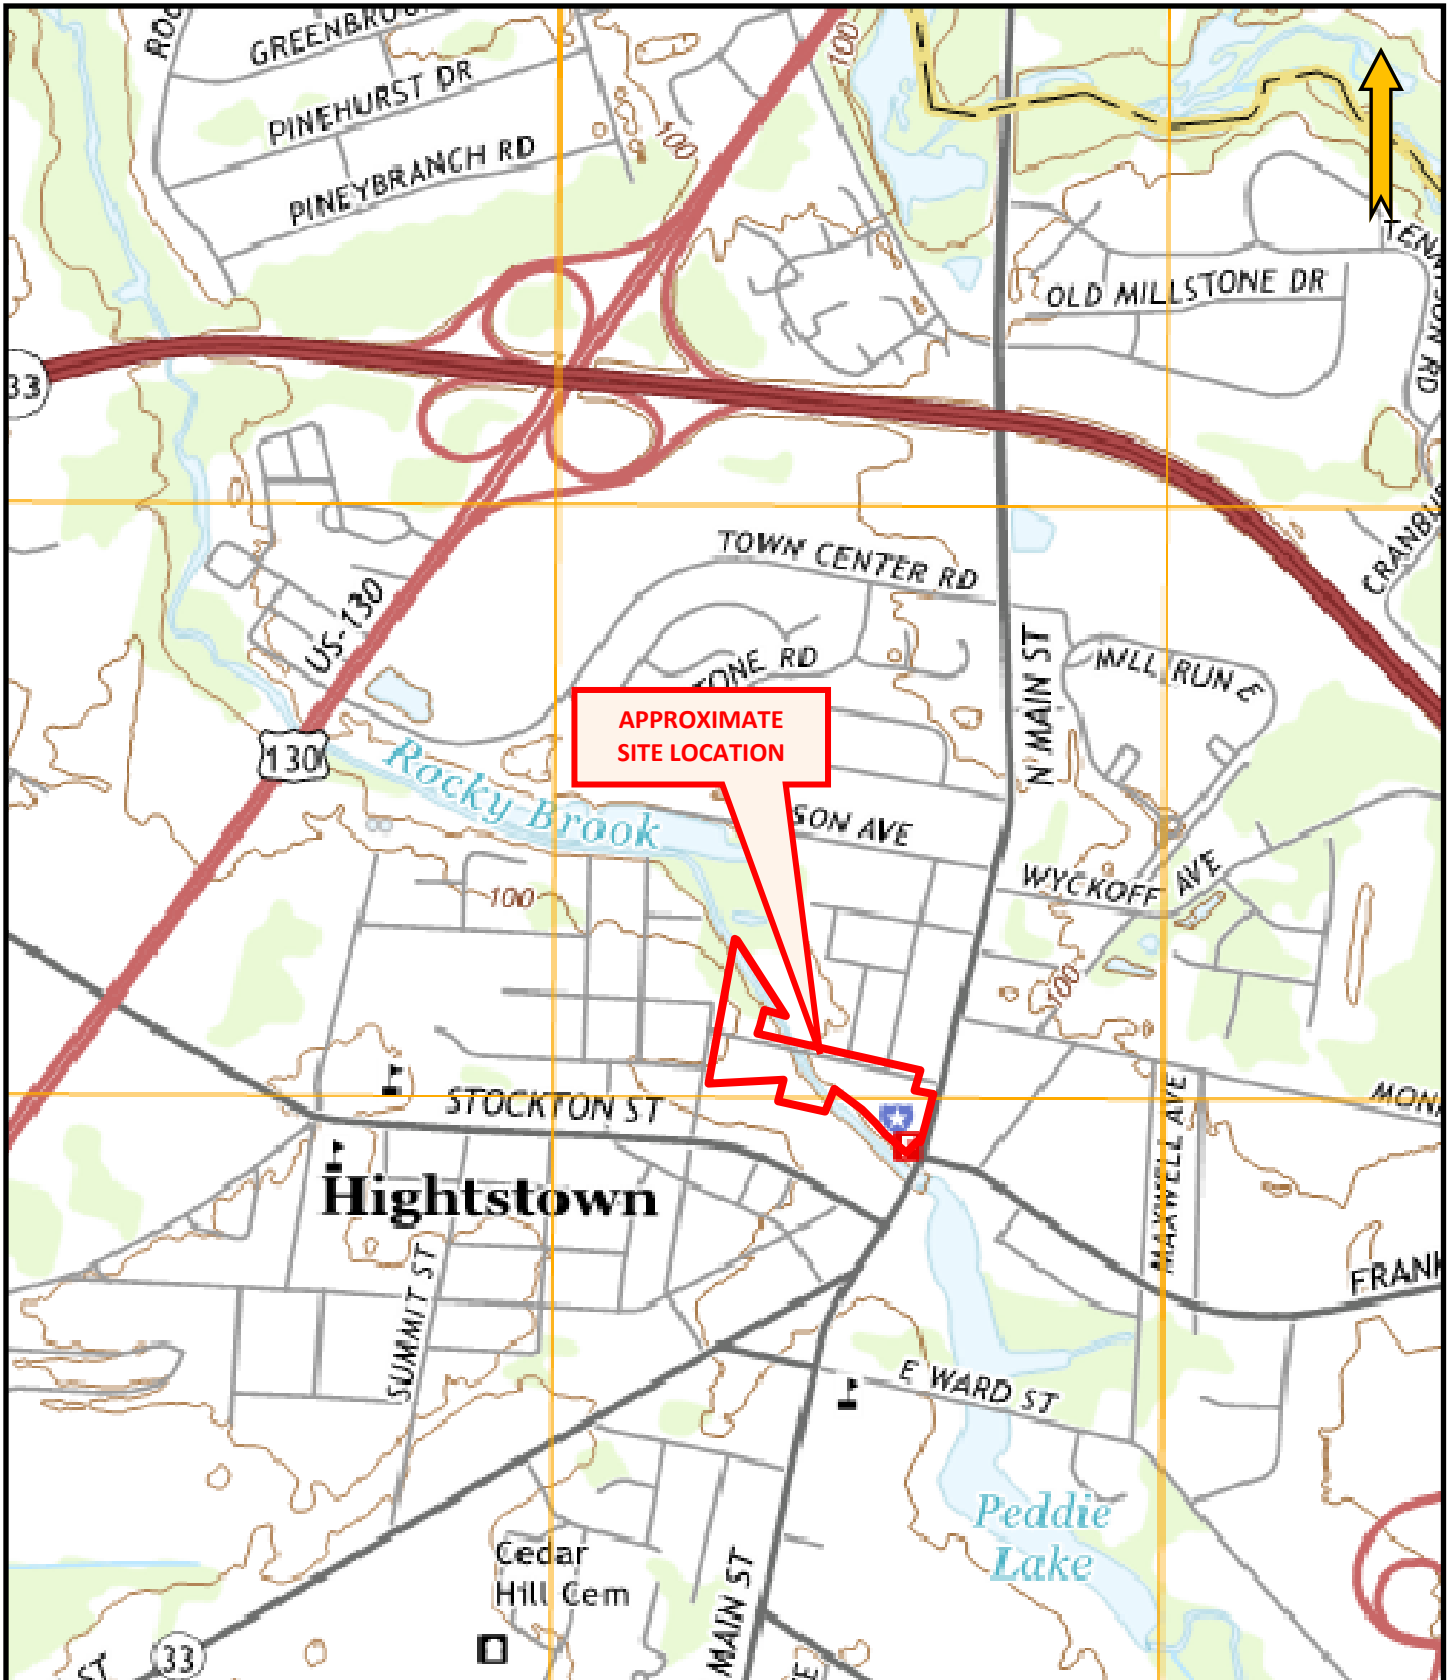 GREENBRO
100
PINEHURST DR
100
PINEYBRANCH RD
OLD MILLSTONE DR
33
TOWN CENTER RD
US-130
TONE RD
N MAIN ST
MILL RUN E
APPROXIMATE
SITE LOCATION
130
Rocky Brook
SON AVE
WYCKOFF AVE
100
100
STOCKTON ST
MAXWELL AVE
Hightstown
SUMMIT ST
E WARD ST
Peddie
Lake
Cedar
Hill Cem
MAIN ST
33
ST